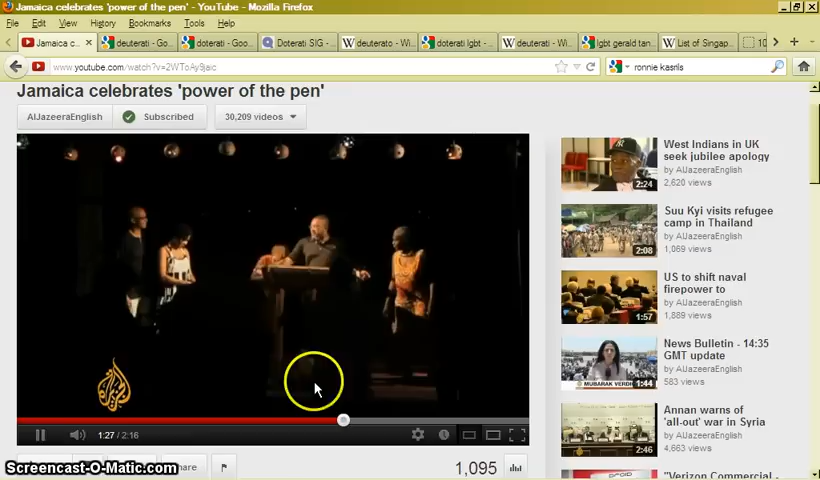 Jamaica celebrates 'power of the pen' - YouTube - Mozilla Firefox
File Edit View History Bookmarks Tools Help
Jamaica c... deuterati - Go... doterati - Goo... Doterati SIG - ... deuterato - Wi... doterati lgbt - ... deuterati - Wi... lgbt gerald tan... List of Singap...
www.youtube.com/watch?v=2WToAy9jaic ronnie kasrils
Jamaica celebrates 'power of the pen'
AlJazeeraEnglish Subscribed 30,209 videos
West Indians in UK
seek jubilee apology
by AlJazeeraEnglish
2,620 views
2:24
Suu Kyi visits refugee
camp in Thailand
by AlJazeeraEnglish
1,069 views
2:08
US to shift naval
firepower to
by AlJazeeraEnglish
1,889 views
1:57
News Bulletin - 14:35
GMT update
by AlJazeeraEnglish
583 views
MUBARAK VERDICT
1:44
Annan warns of
'all-out' war in Syria
by AlJazeeraEnglish
4,663 views
2:46
"Verizon Commercial -
1:27 / 2:16
Screencast-O-Matic.com
1,095